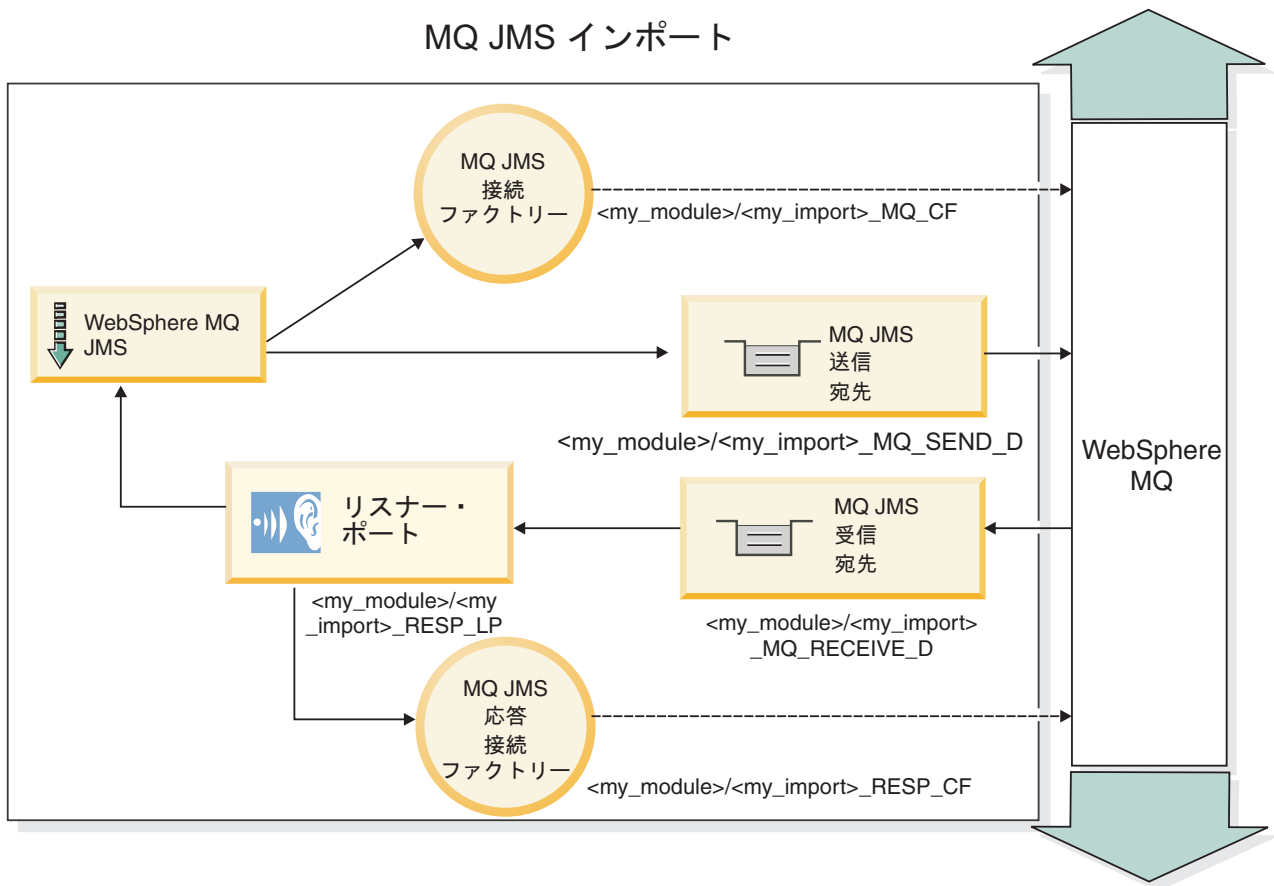 MQ JMS インポート
MQ JMS
接続
ファクトリー
<my_module>/<my_import>_MQ_CF
WebSphere MQ
JMS
MQ JMS
送信
宛先
<my_module>/<my_import>_MQ_SEND_D
WebSphere
MQ
リスナー・
ポート
MQ JMS
受信
宛先
<my_module>/<my
_import>_RESP_LP
<my_module>/<my_import>
_MQ_RECEIVE_D
MQ JMS
応答
接続
ファクトリー
<my_module>/<my_import>_RESP_CF